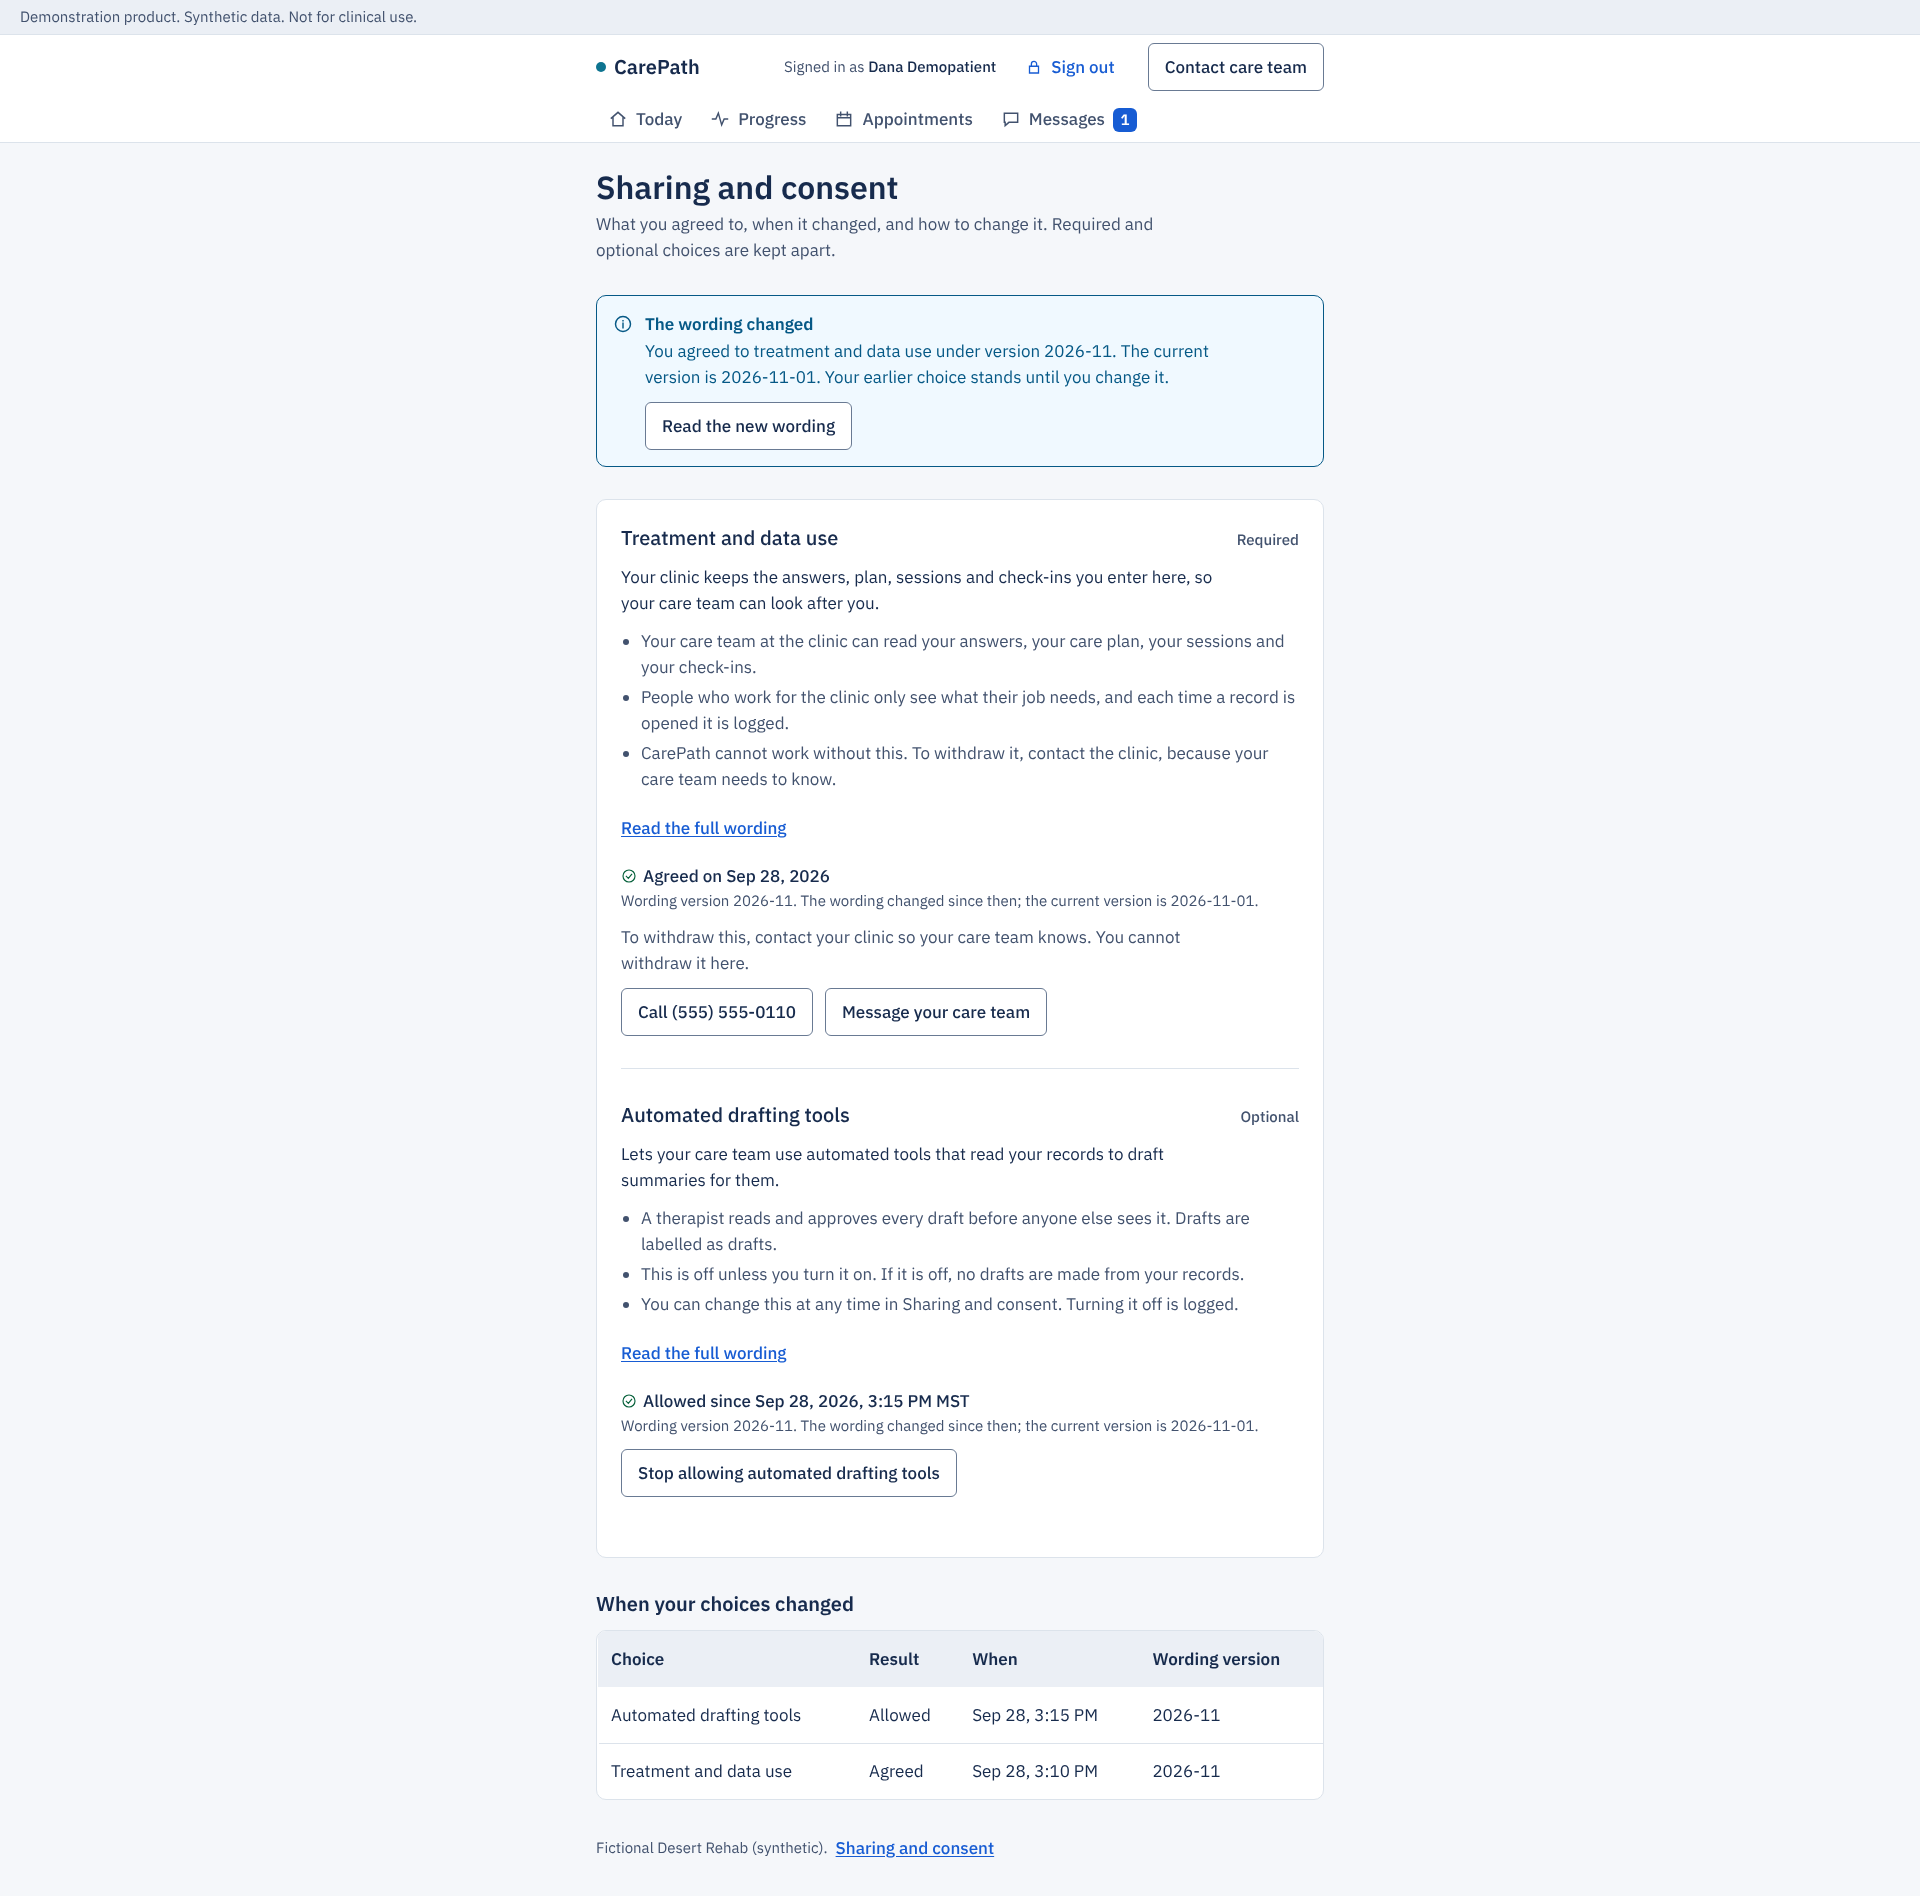 Demonstration product. Synthetic data. Not for clinical use.
CarePath
Signed in as Dana Demopatient
Sign out
Contact care team
Today
Progress
Appointments
Messages 1
Sharing and consent
What you agreed to, when it changed, and how to change it. Required and
optional choices are kept apart.
The wording changed
You agreed to treatment and data use under version 2026-11. The current
version is 2026-11-01. Your earlier choice stands until you change it.
Read the new wording
Treatment and data use
Required
Your clinic keeps the answers, plan, sessions and check-ins you enter here, so
your care team can look after you.
• Your care team at the clinic can read your answers, your care plan, your sessions and
your check-ins.
• People who work for the clinic only see what their job needs, and each time a record is
opened it is logged.
• CarePath cannot work without this. To withdraw it, contact the clinic, because your
care team needs to know.
Read the full wording
Agreed on Sep 28, 2026
Wording version 2026-11. The wording changed since then; the current version is 2026-11-01.
To withdraw this, contact your clinic so your care team knows. You cannot
withdraw it here.
Call (555) 555-0110
Message your care team
Automated drafting tools
Optional
Lets your care team use automated tools that read your records to draft
summaries for them.
• A therapist reads and approves every draft before anyone else sees it. Drafts are
labelled as drafts.
• This is off unless you turn it on. If it is off, no drafts are made from your records.
• You can change this at any time in Sharing and consent. Turning it off is logged.
Read the full wording
Allowed since Sep 28, 2026, 3:15 PM MST
Wording version 2026-11. The wording changed since then; the current version is 2026-11-01.
Stop allowing automated drafting tools
When your choices changed
Choice Result When Wording version
Automated drafting tools Allowed Sep 28, 3:15 PM 2026-11
Treatment and data use Agreed Sep 28, 3:10 PM 2026-11
Fictional Desert Rehab (synthetic). Sharing and consent